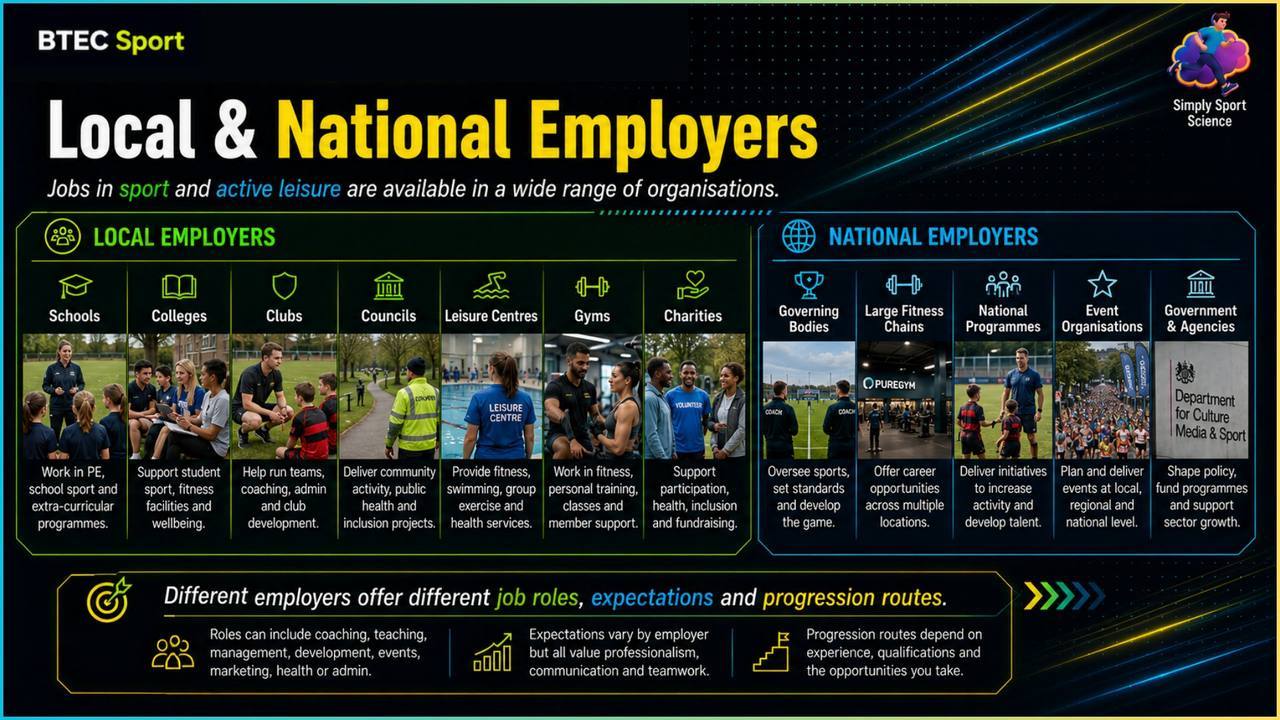 BTEC Sport
Simply Sport
Science
Local & National Employers
Jobs in sport and active leisure are available in a wide range of organisations.
LOCAL EMPLOYERS
Schools
Work in PE,
school sport and
extra-curricular
programmes.
Colleges
Support student
sport, fitness
facilities and
wellbeing.
Clubs
Help run teams,
coaching, admin
and club
development.
Councils
Deliver community
activity, public
health and
inclusion projects.
Leisure Centres
LEISURE
CENTRE
Provide fitness,
swimming, group
exercise and
health services.
Gyms
Work in fitness,
personal training,
classes and
member support.
Charities
VOLUNTEER
Support
participation,
health, inclusion
and fundraising.
NATIONAL EMPLOYERS
Governing
Bodies
COACH
COACH
Oversee sports,
set standards
and develop
the game.
Large Fitness
Chains
PUREGYM
Offer career
opportunities
across multiple
locations.
National
Programmes
Deliver initiatives
to increase
activity and
develop talent.
Event
Organisations
Plan and deliver
events at local,
regional and
national level.
Government
& Agencies
Department
for Culture
Media & Sport
Shape policy,
fund programmes
and support
sector growth.
Different employers offer different job roles, expectations and progression routes.
Roles can include coaching, teaching,
management, development, events,
marketing, health or admin.
Expectations vary by employer
but all value professionalism,
communication and teamwork.
Progression routes depend on
experience, qualifications and
the opportunities you take.